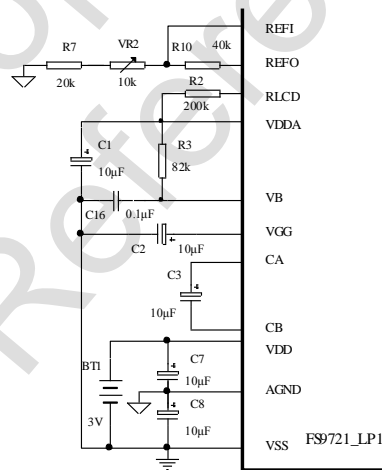 REFI
R7
VR2
R10
40k
REFO
20k
10k
R2
RLCD
200k
VDDA
C1
R3
10µF
82k
VB
C16
0.1µF
VGG
C2
10µF
CA
C3
10µF
CB
VDD
BT1
C7
10µF
AGND
C8
3V
10µF
VSS
FS9721_LP1